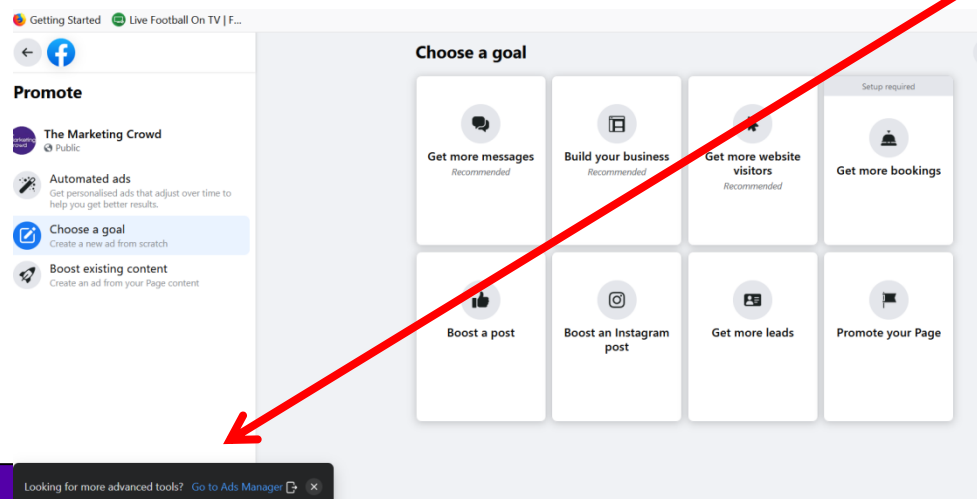 Getting Started Live Football On TV | F...
Promote
The Marketing Crowd
Public
Automated ads
Get personalised ads that adjust over time to
help you get better results.
Choose a goal
Create a new ad from scratch
Boost existing content
Create an ad from your Page content
Choose a goal
Get more messages
Recommended
Build your business
Recommended
Get more website
visitors
Recommended
Setup required
Get more bookings
Boost a post
Boost an Instagram
post
Get more leads
Promote your Page
Looking for more advanced tools? Go to Ads Manager